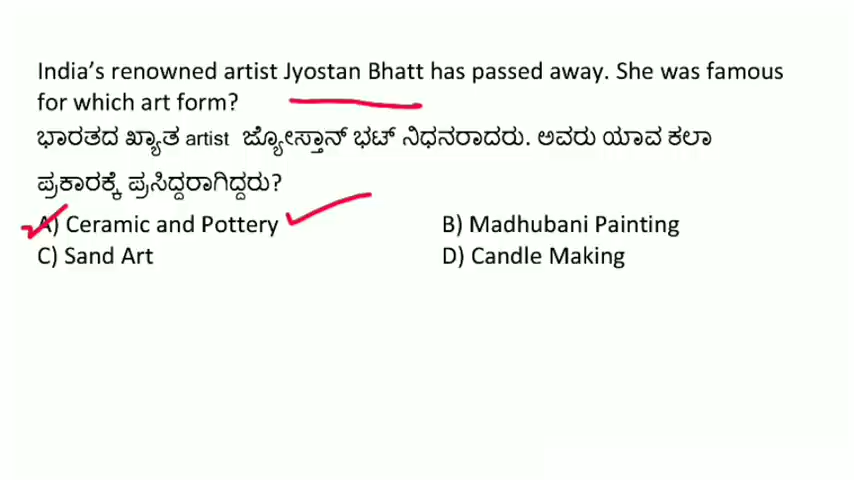 India’s renowned artist Jyostan Bhatt has passed away. She was famous
for which art form?
ಭಾರತದ ಖ್ಯಾತ artist ಜ್ಯೋಸ್ತಾನ್ ಭಟ್ ನಿಧನರಾದರು. ಅವರು ಯಾವ ಕಲಾ
ಪ್ರಕಾರಕ್ಕೆ ಪ್ರಸಿದ್ದರಾಗಿದ್ದರು?
A) Ceramic and Pottery B) Madhubani Painting
C) Sand Art D) Candle Making